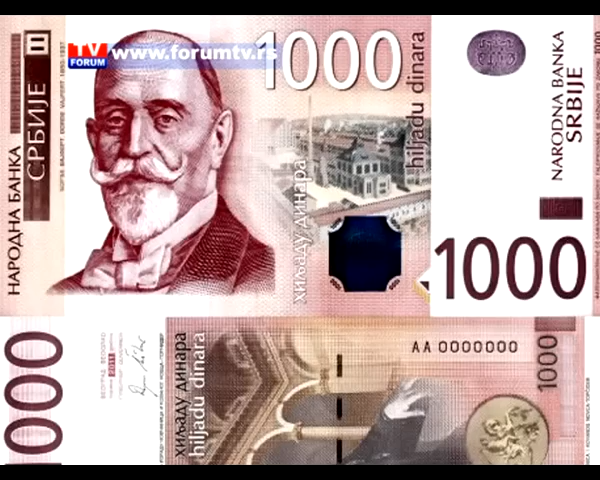 TV FORUM
www.forumtv.rs
НАРОДНА БАНКА
СРБИЈЕ
1000
хиљаду динара
hiljadu dinara
NARODNA BANKA
SRBIJE
1000
1000
1000
хиљаду динара
hiljadu dinara
AA 0000000
1000